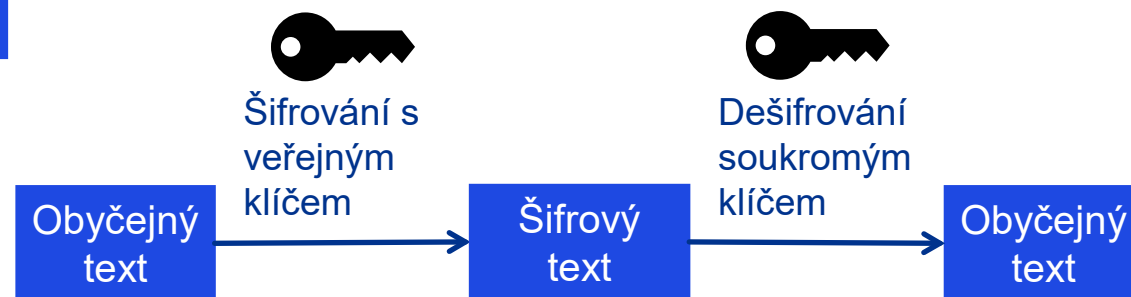 Šifrování s
veřejným
klíčem
Dešifrování
soukromým
klíčem
Obyčejný
text
Šifrový
text
Obyčejný
text